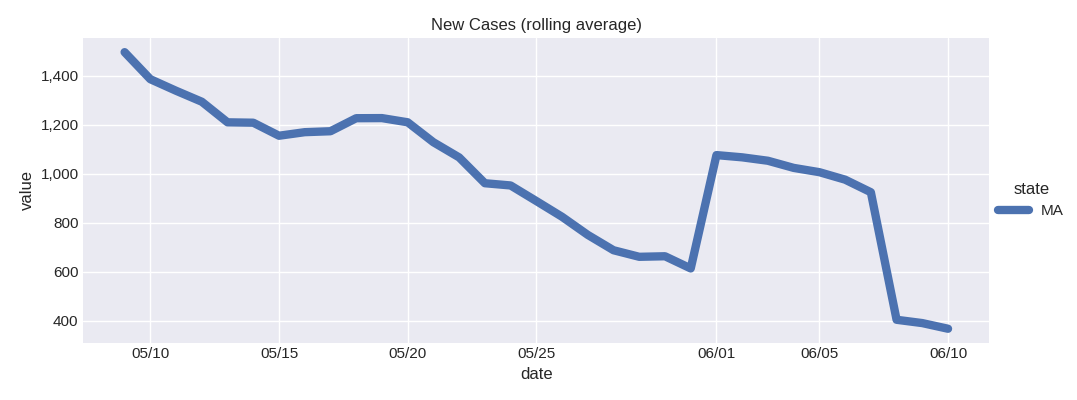 New Cases (rolling average)
1,400
1,200
1,000
800
600
400
value
05/10 05/15 05/20 05/25 06/01 06/05 06/10
date
state
MA